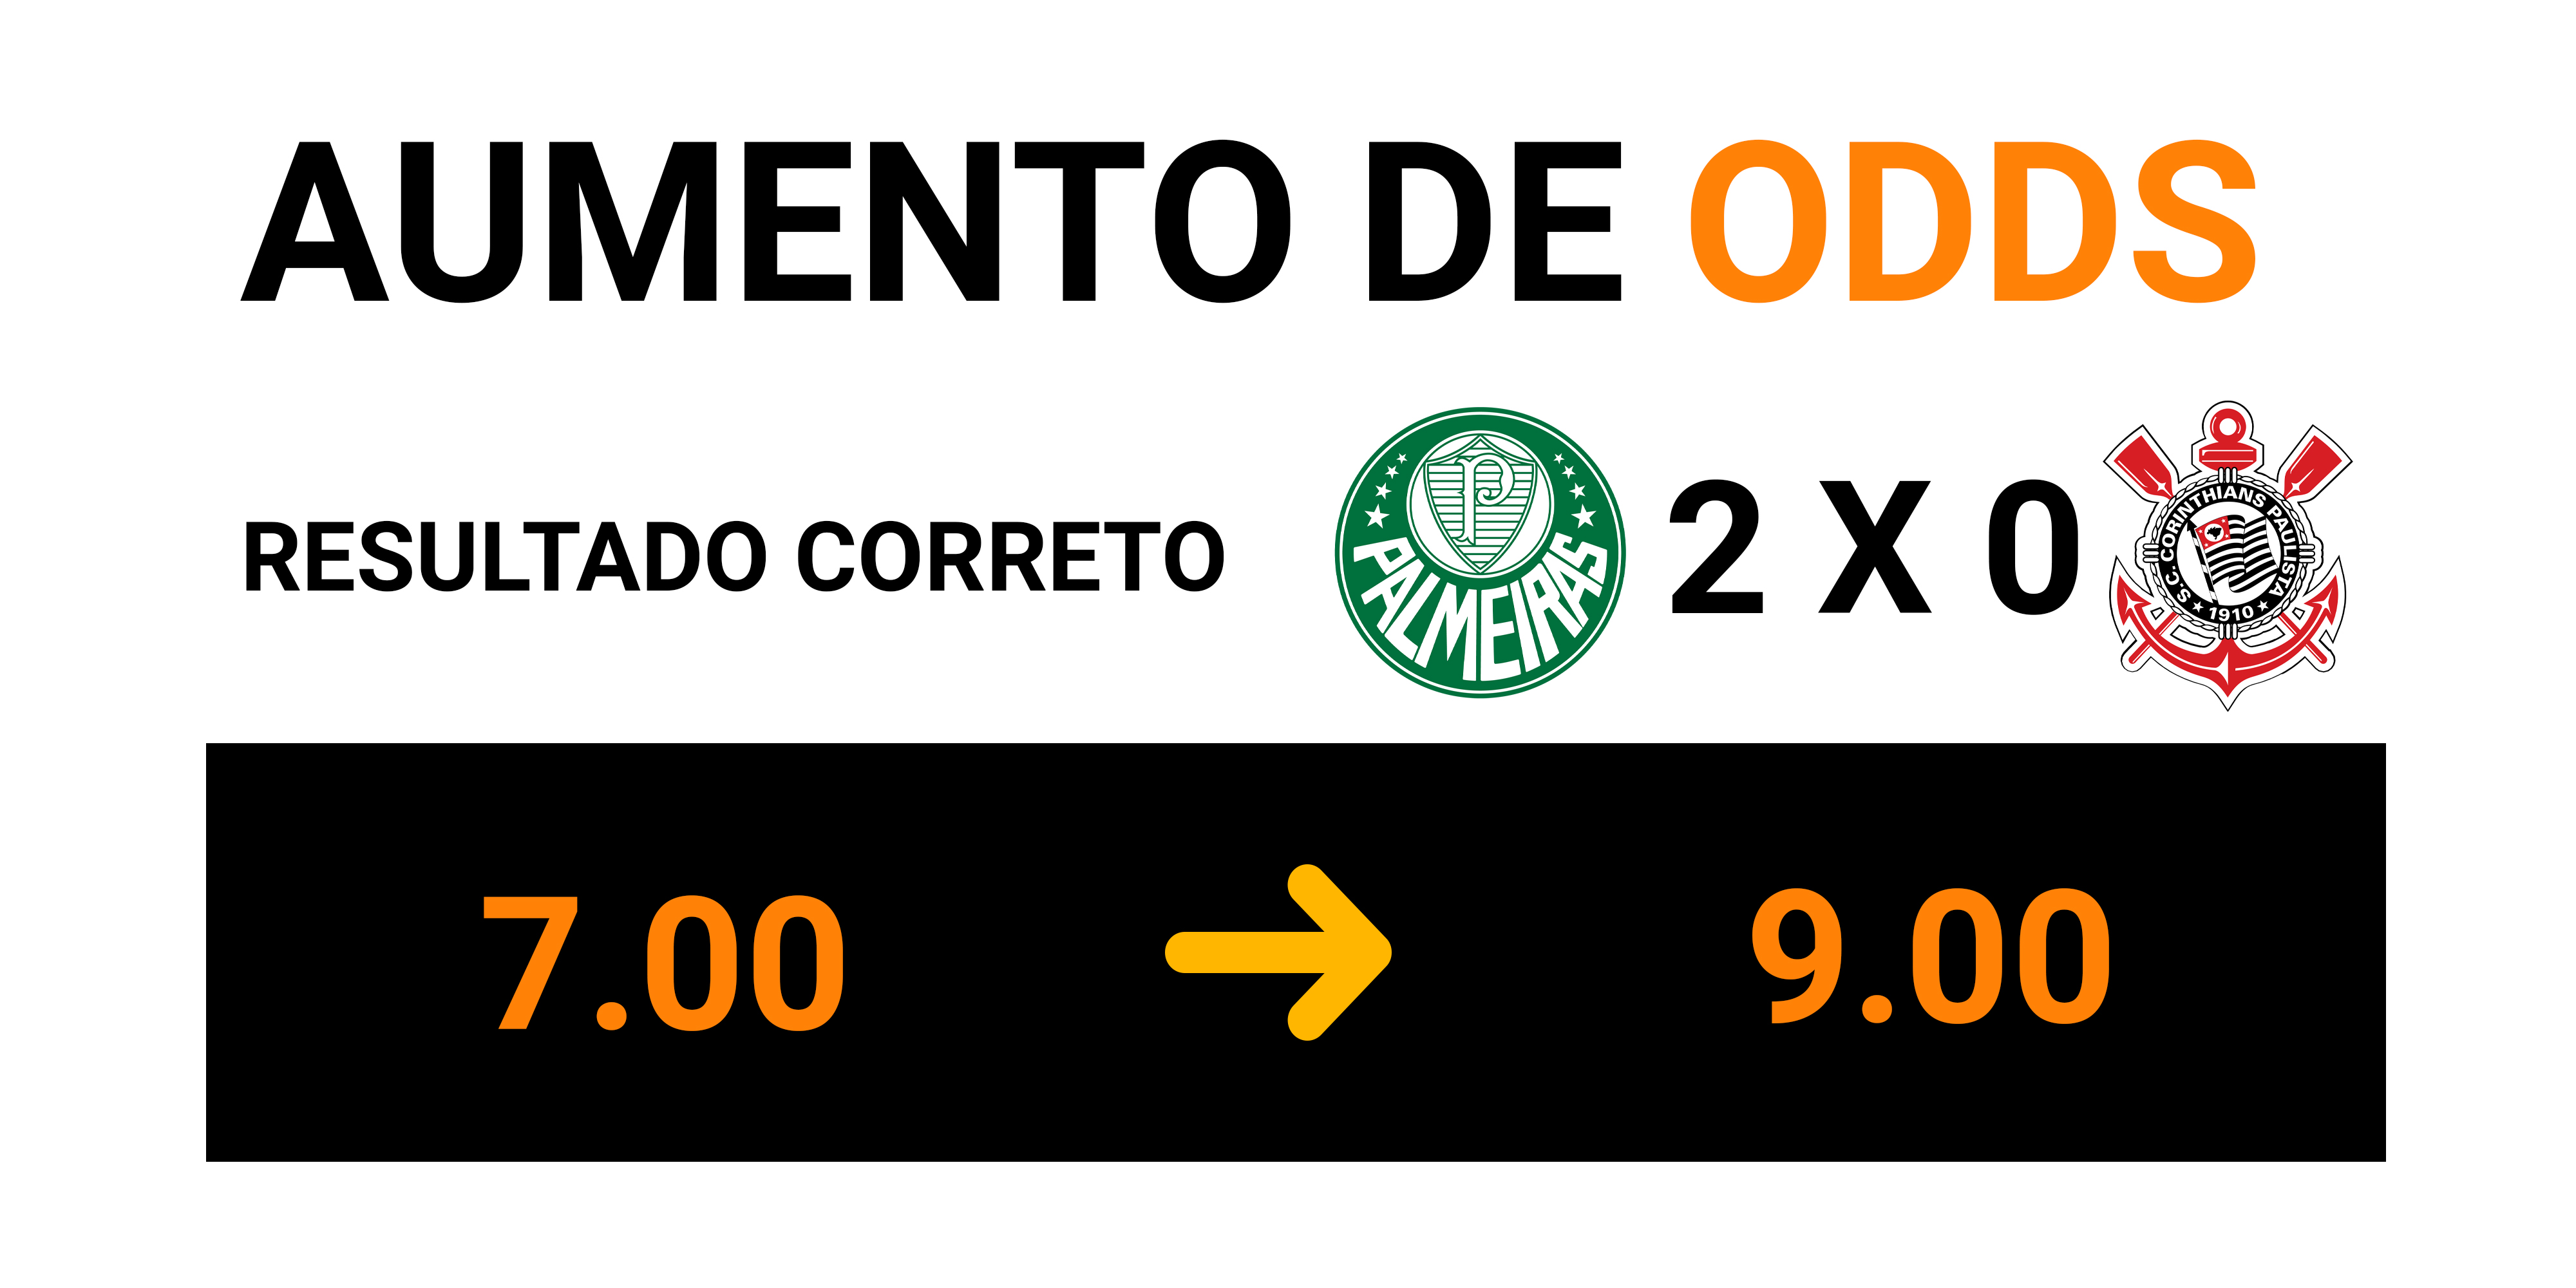 AUMENTO DE ODDS
RESULTADO CORRETO
P
PALMEIRAS
2 X 0
S.C. CORINTHIANS PAULISTA
1910
7.00
9.00